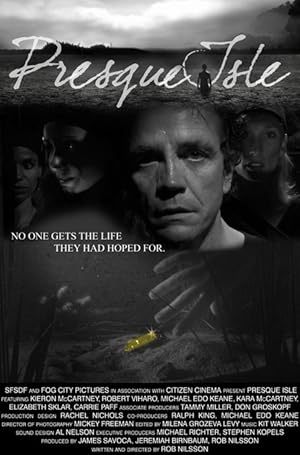 Presque Isle
NO ONE GETS THE LIFE
THEY HAD HOPED FOR.
SFSDF AND FOG CITY PICTURES IN ASSOCIATION WITH CITIZEN CINEMA PRESENT PRESQUE ISLE
FEATURING KIERON McCARTNEY, ROBERT VIHARO, MICHAEL EDO KEANE, KARA McCARTNEY,
ELIZABETH SKLAR, CARRIE PAFF ASSOCIATE PRODUCERS TAMMY MILLER, DON GROSKOPF
PRODUCTION DESIGN RACHEL NICHOLS CO-PRODUCERS RALPH KING, MICHAEL EDO KEANE
DIRECTOR OF PHOTOGRAPHY MICKEY FREEMAN EDITED BY MILENA GROZEVA LEVY MUSIC KIT WALKER
SOUND DESIGN AL NELSON EXECUTIVE PRODUCERS MICHAEL RICHTER, STEPHEN KOPELS
PRODUCED BY JAMES SAVOCA, JEREMIAH BIRNBAUM, ROB NILSSON
WRITTEN AND DIRECTED BY ROB NILSSON